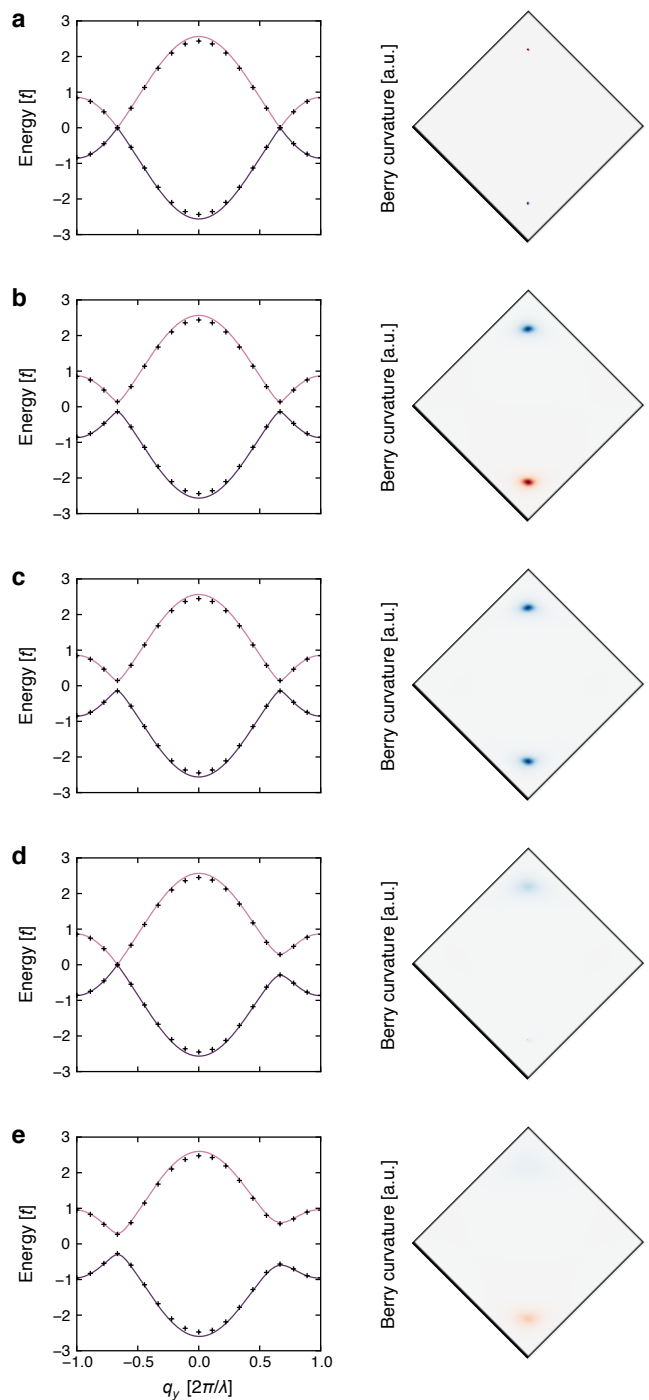 a
3
2
1
0
−1
−2
−3
Energy [t]
Berry curvature [a.u.]
b
3
2
1
0
−1
−2
−3
Energy [t]
Berry curvature [a.u.]
c
3
2
1
0
−1
−2
−3
Energy [t]
Berry curvature [a.u.]
d
3
2
1
0
−1
−2
−3
Energy [t]
Berry curvature [a.u.]
e
3
2
1
0
−1
−2
−3
Energy [t]
Berry curvature [a.u.]
−1.0 −0.5 0.0 0.5 1.0
q_y [2π/λ]